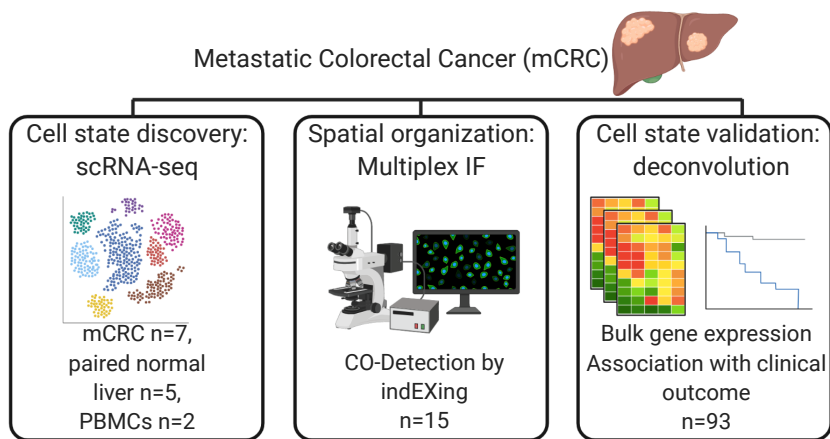 Metastatic Colorectal Cancer (mCRC)
Cell state discovery:
scRNA-seq
mCRC n=7,
paired normal
liver n=5,
PBMCs n=2
Spatial organization:
Multiplex IF
CO-Detection by
indEXing
n=15
Cell state validation:
deconvolution
Bulk gene expression
Association with clinical
outcome
n=93